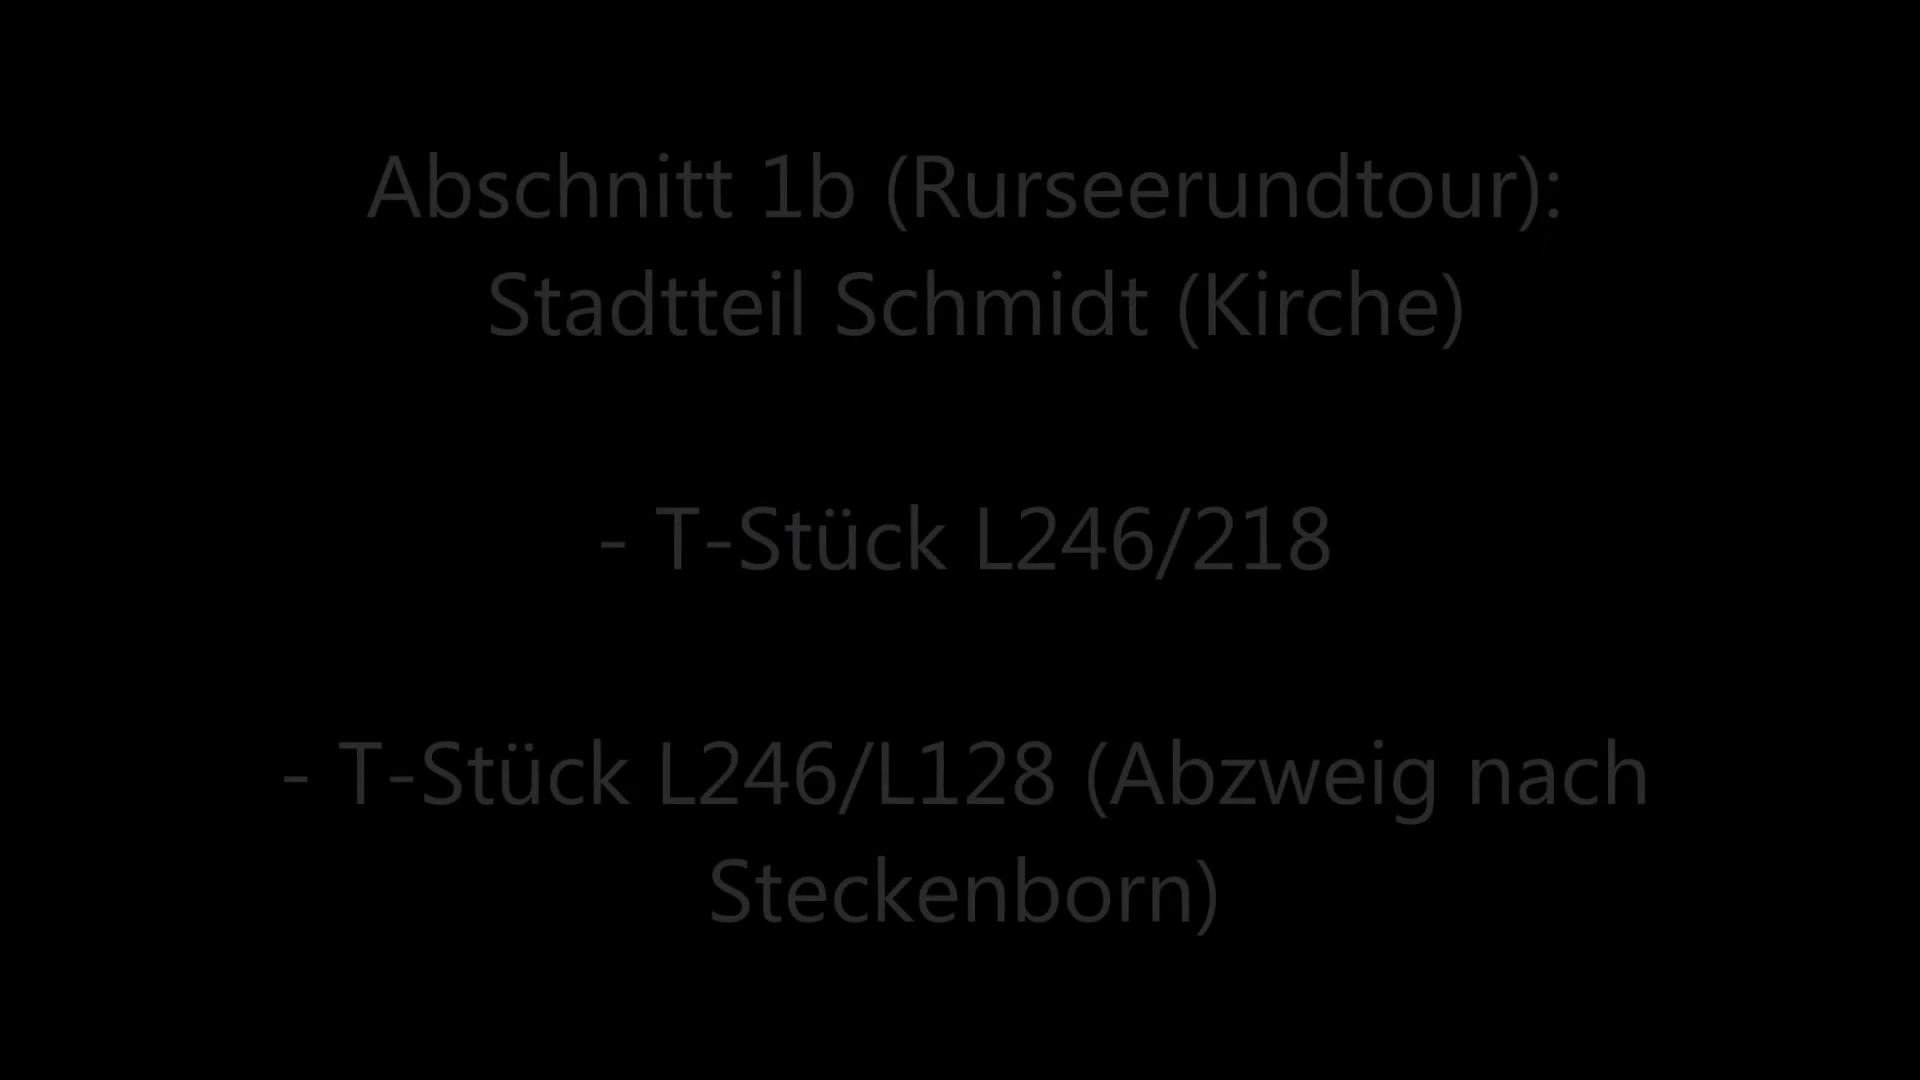 Abschnitt 1b (Rurseerundtour):
Stadtteil Schmidt (Kirche)
- T-Stück L246/218
- T-Stück L246/L128 (Abzweig nach
Steckenborn)